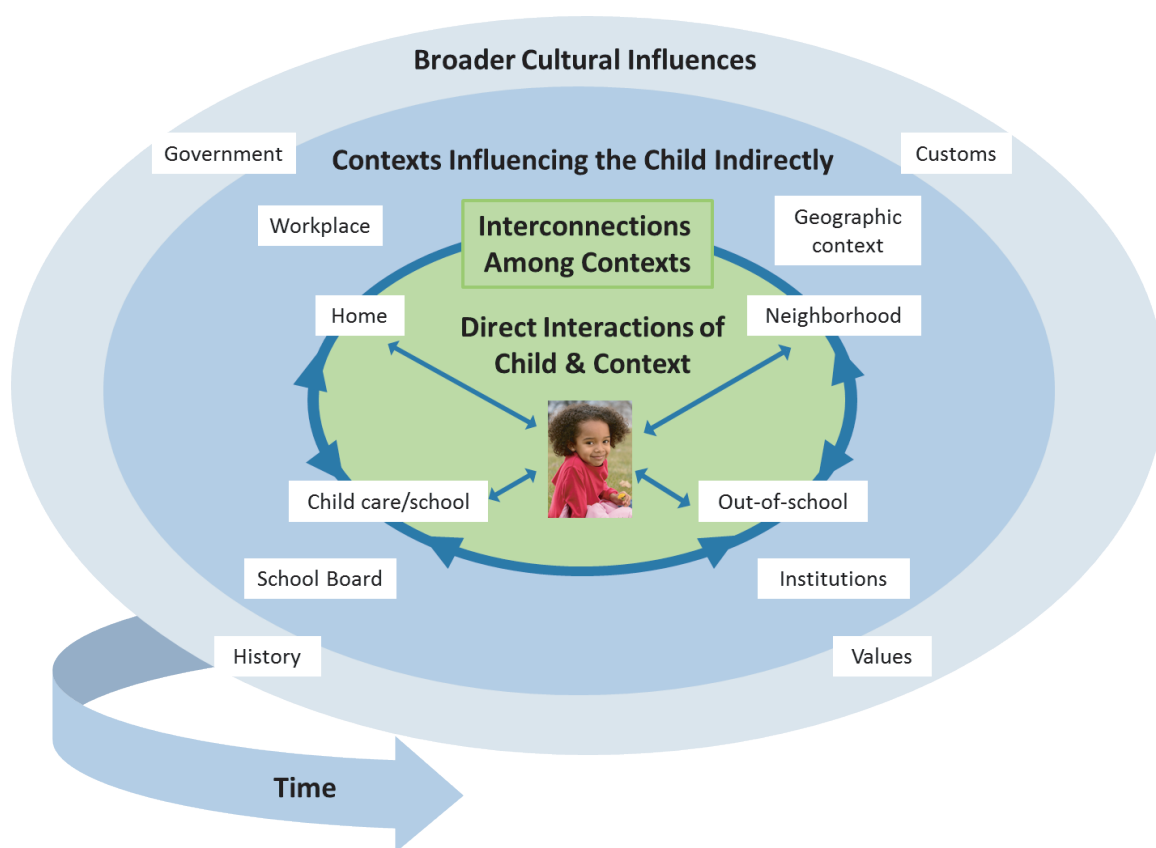 Broader Cultural Influences
Government
Contexts Influencing the Child Indirectly
Customs
Workplace
Interconnections
Among Contexts
Geographic
context
Home
Direct Interactions of
Child & Context
Neighborhood
Child care/school
Out-of-school
School Board
Institutions
History
Values
Time